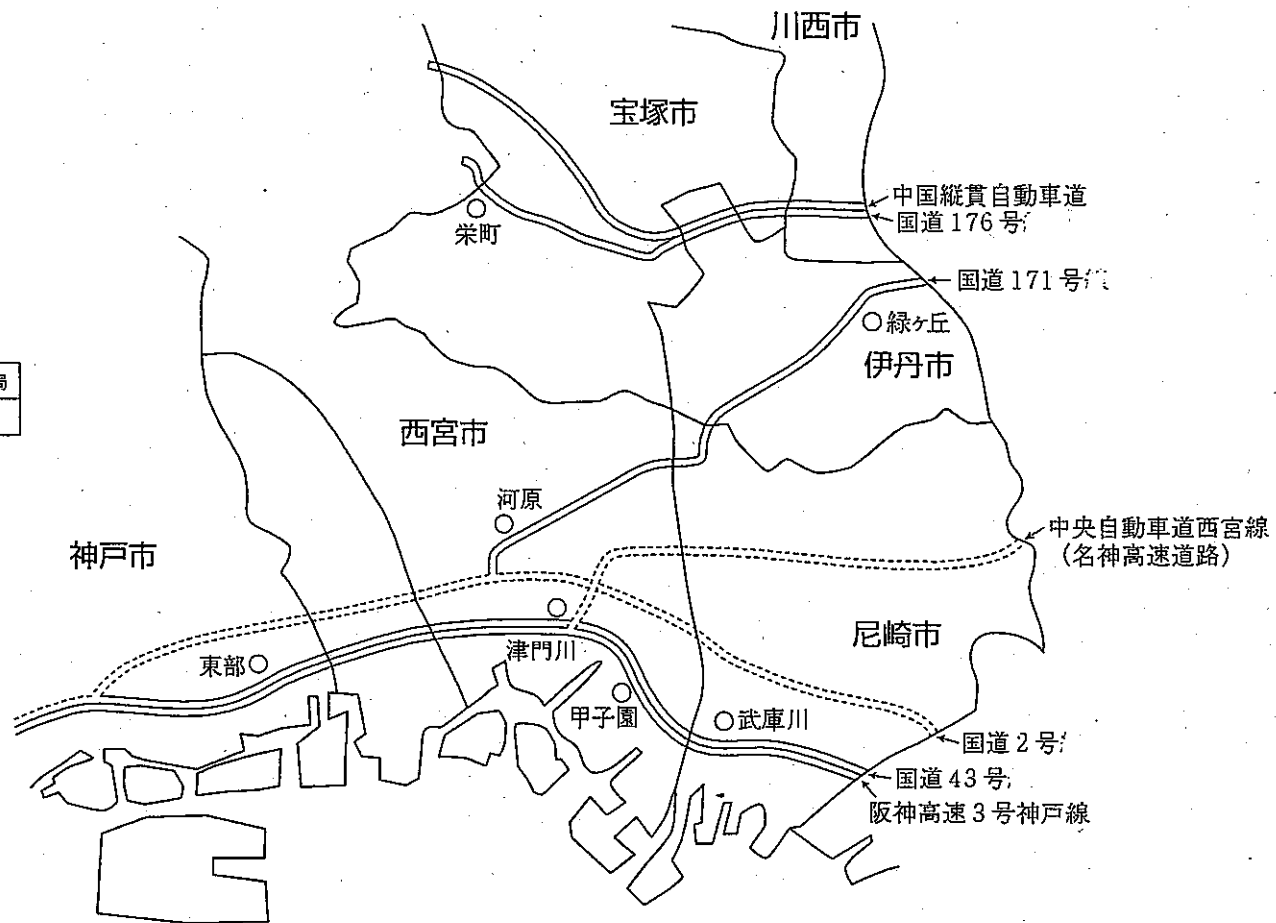 川西市
宝塚市
中国縦貫自動車道
国道176号
栄町
国道171号
緑ヶ丘
伊丹市
局
西宮市
河原
中央自動車道西宮線
(名神高速道路)
神戸市
尼崎市
津門川
東部
甲子園
武庫川
国道2号
国道43号
阪神高速3号神戸線